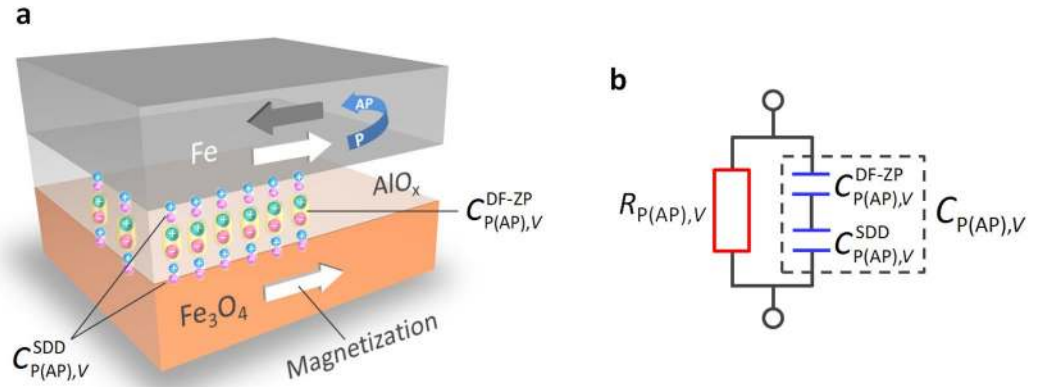 a
AP
P
Fe
AlOₓ
C^DF-ZP_P(AP),V
Fe₃O₄
C^SDD_P(AP),V
Magnetization
b
R_P(AP),V
C^DF-ZP_P(AP),V
C^SDD_P(AP),V
C_P(AP),V